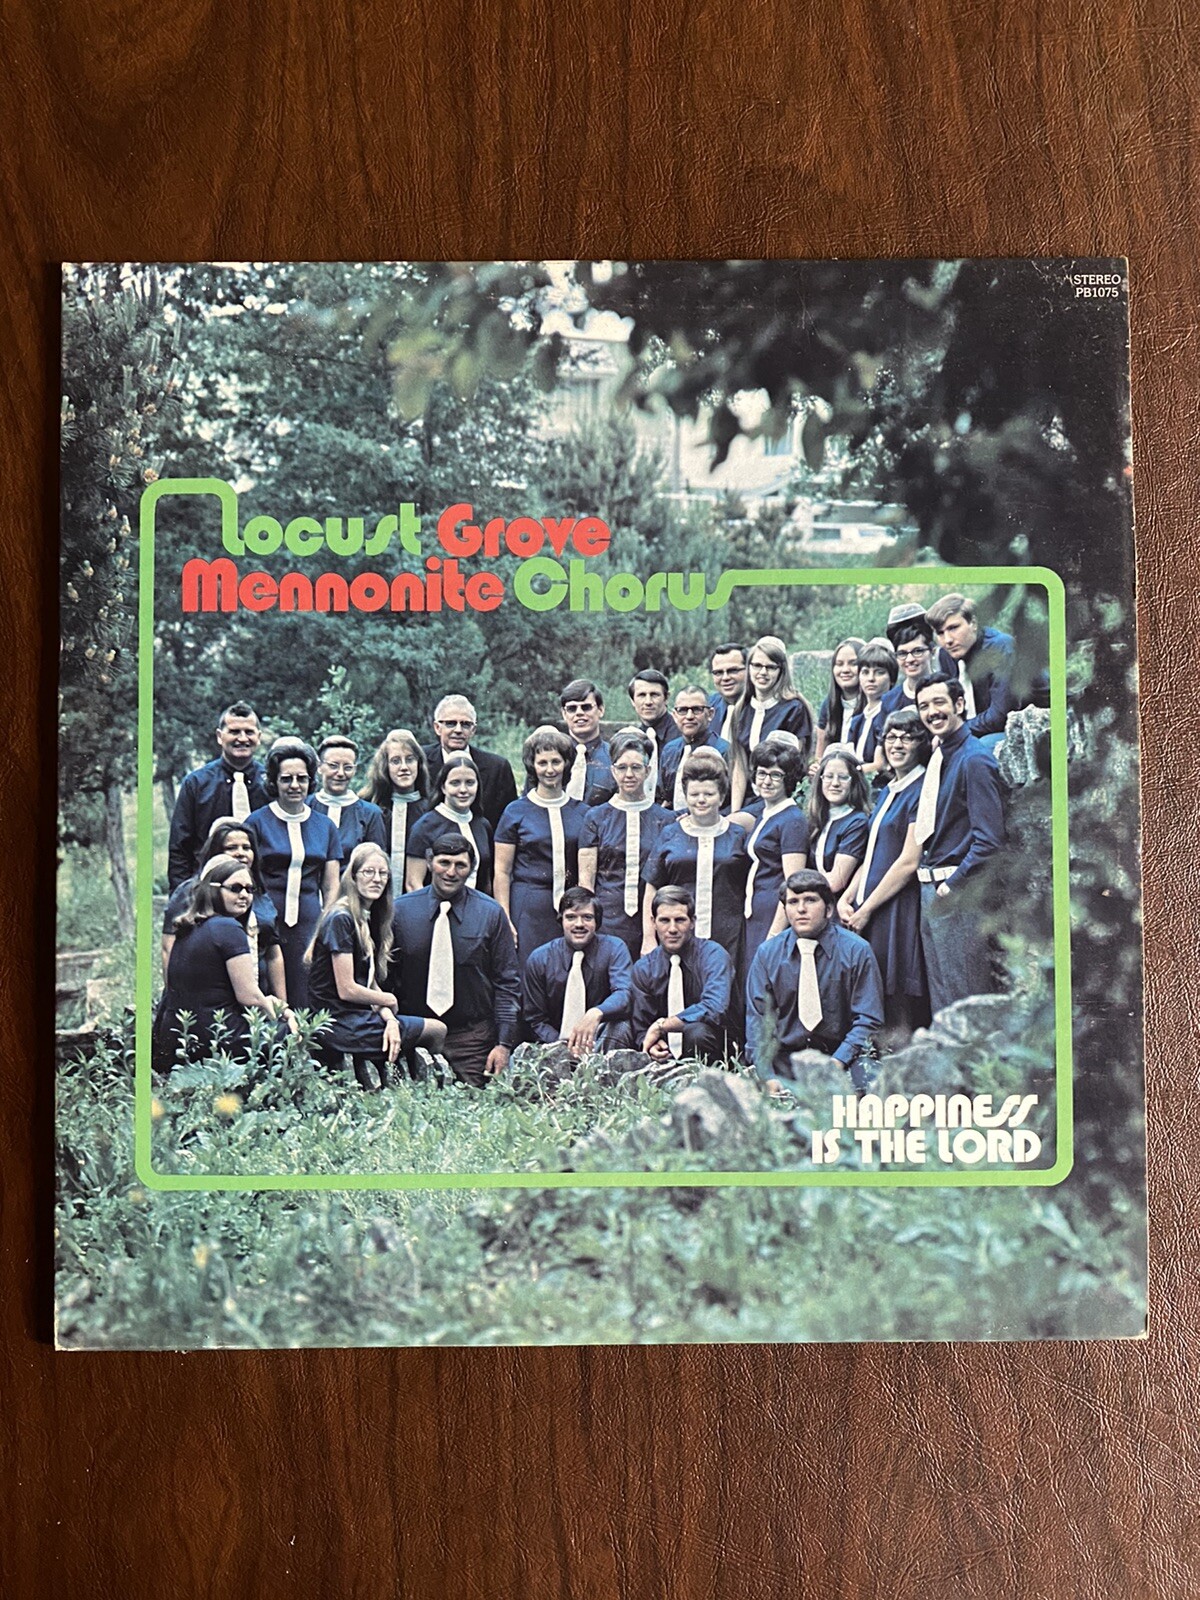 STEREO
PB1075
Locust Grove
Mennonite Chorus
HAPPINESS
IS THE LORD